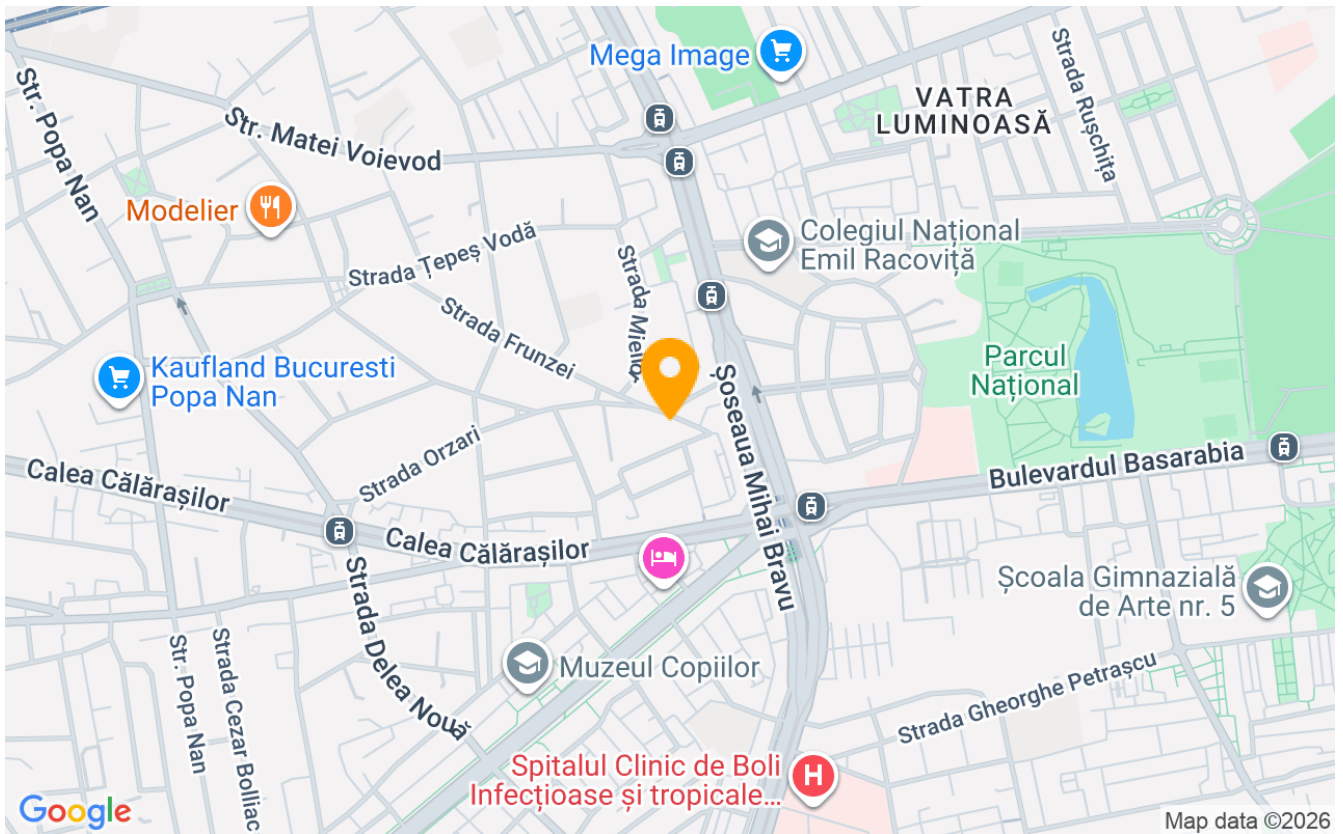 Mega Image
VATRA
LUMINOASĂ
Strada Rușchița
Str. Popa Nan
Str. Matei Voievod
Modelier
Colegiul Național
Emil Racoviță
Strada Țepeș Vodă
Strada Mieilor
Strada Frunzei
Parcul
Național
Kaufland Bucuresti
Popa Nan
Șoseaua Mihai Bravu
Strada Orzari
Bulevardul Basarabia
Calea Călărașilor
Calea Călărașilor
Școala Gimnazială
de Arte nr. 5
Strada Delea Nouă
Muzeul Copiilor
Str. Popa Nan
Strada Cezar Bolliac
Strada Gheorghe Petrașcu
Spitalul Clinic de Boli
Infecțioase și tropicale...
H
Google
Map data ©2026